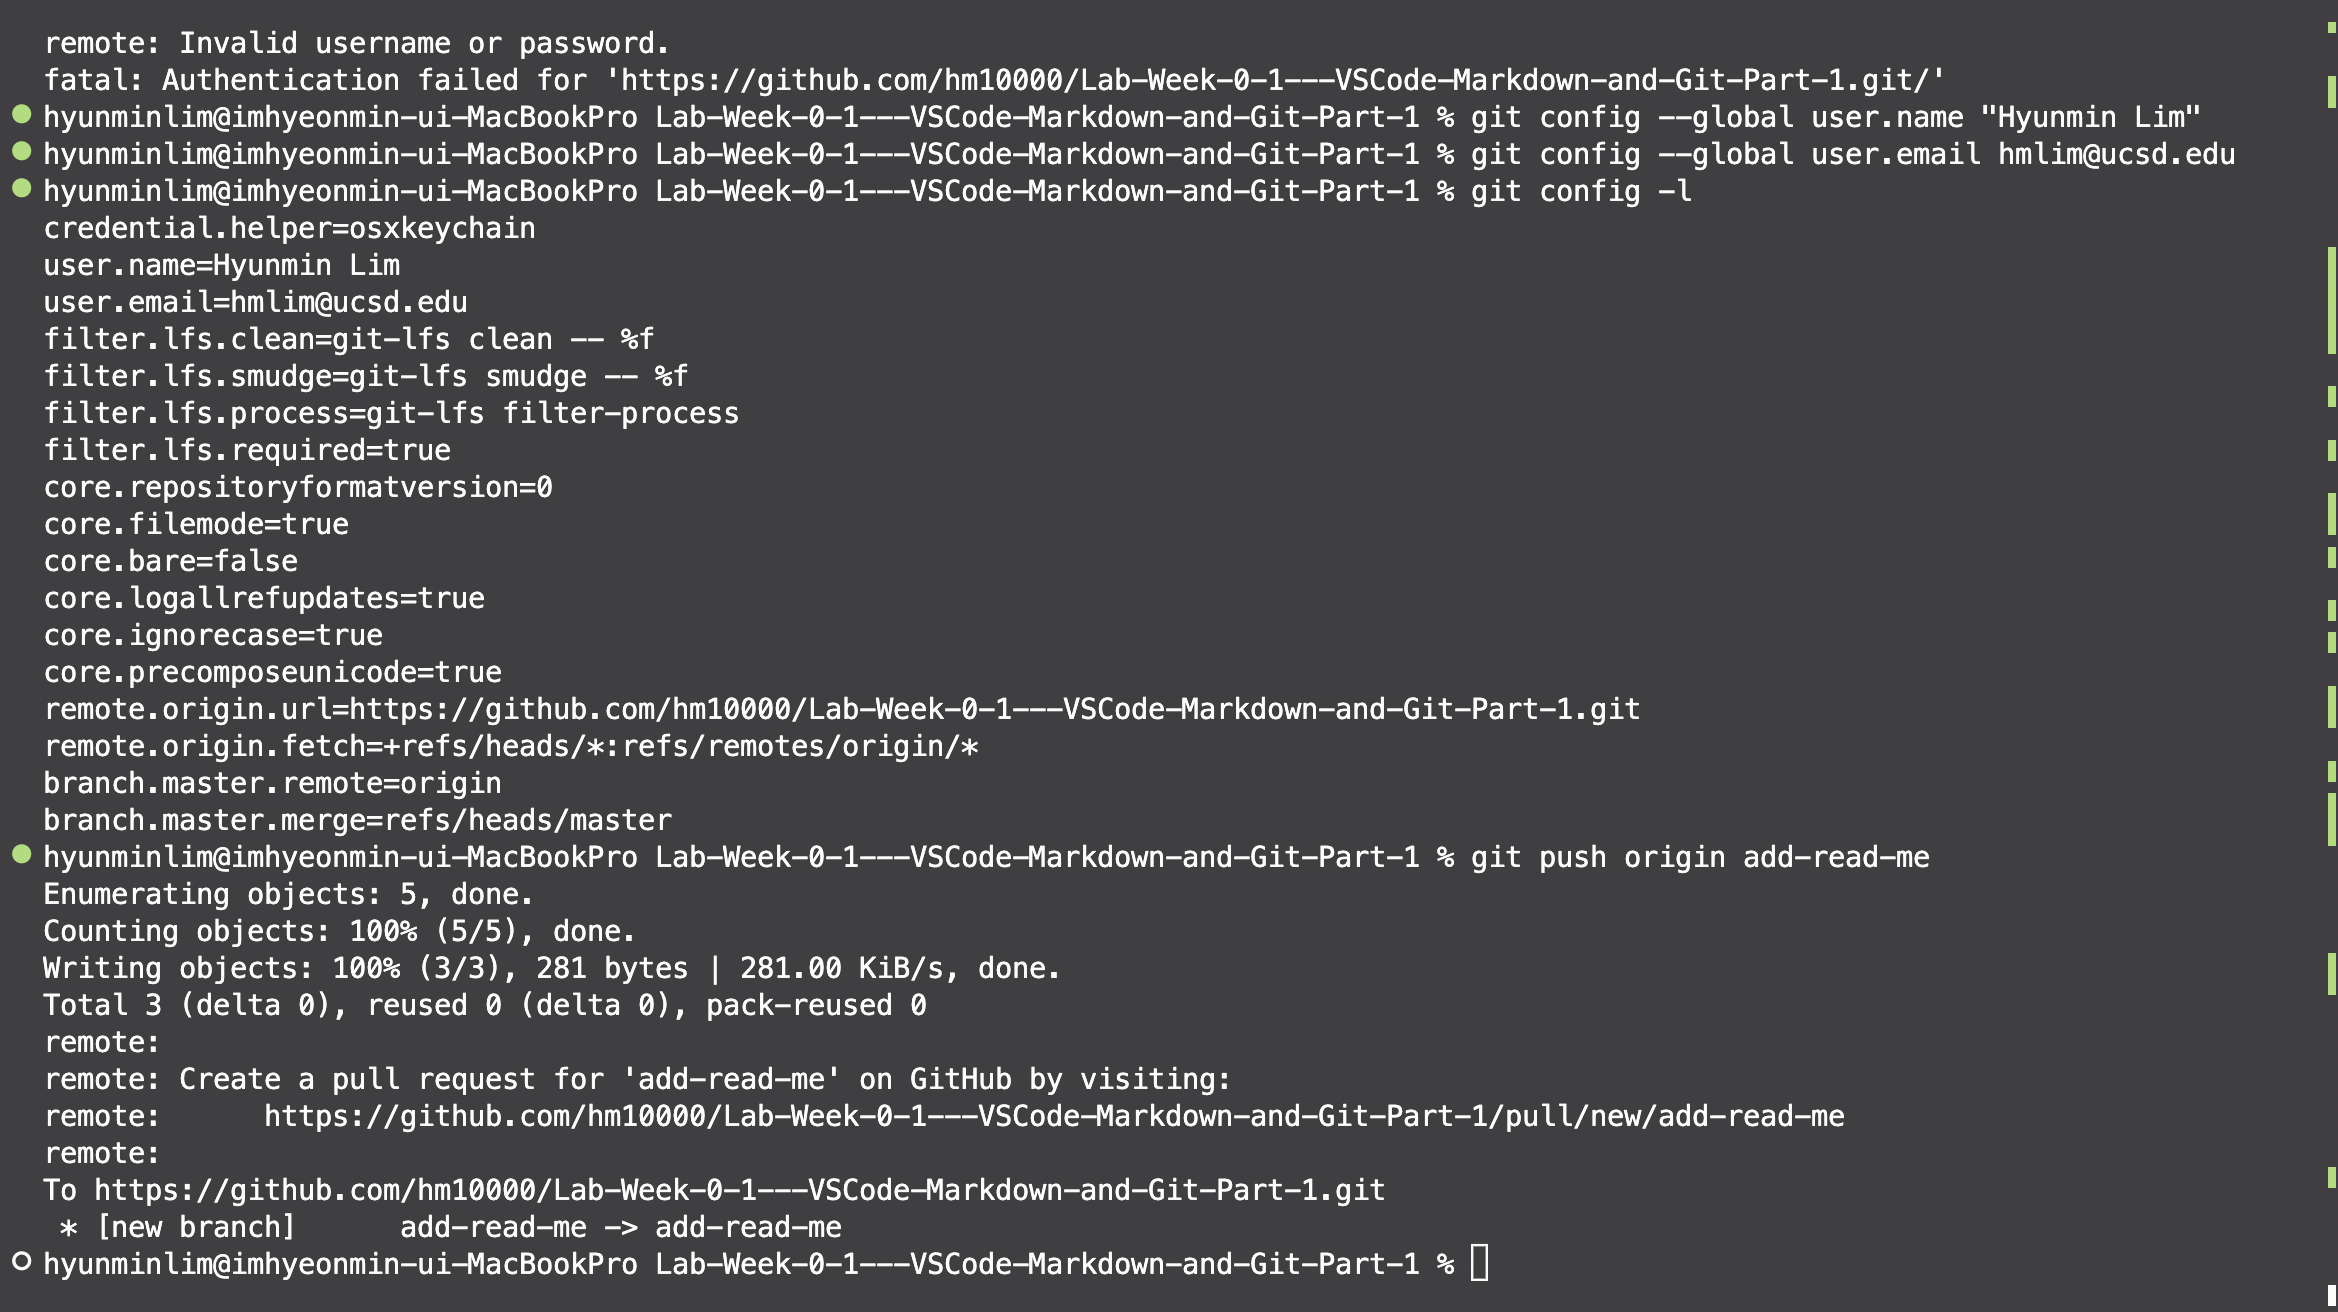 remote: Invalid username or password.
fatal: Authentication failed for 'https://github.com/hm10000/Lab-Week-0-1---VSCode-Markdown-and-Git-Part-1.git/'
hyunminlim@imhyeonmin-ui-MacBookPro Lab-Week-0-1---VSCode-Markdown-and-Git-Part-1 % git config --global user.name "Hyunmin Lim"
hyunminlim@imhyeonmin-ui-MacBookPro Lab-Week-0-1---VSCode-Markdown-and-Git-Part-1 % git config --global user.email hmlim@ucsd.edu
hyunminlim@imhyeonmin-ui-MacBookPro Lab-Week-0-1---VSCode-Markdown-and-Git-Part-1 % git config -l
credential.helper=osxkeychain
user.name=Hyunmin Lim
user.email=hmlim@ucsd.edu
filter.lfs.clean=git-lfs clean -- %f
filter.lfs.smudge=git-lfs smudge -- %f
filter.lfs.process=git-lfs filter-process
filter.lfs.required=true
core.repositoryformatversion=0
core.filemode=true
core.bare=false
core.logallrefupdates=true
core.ignorecase=true
core.precomposeunicode=true
remote.origin.url=https://github.com/hm10000/Lab-Week-0-1---VSCode-Markdown-and-Git-Part-1.git
remote.origin.fetch=+refs/heads/*:refs/remotes/origin/*
branch.master.remote=origin
branch.master.merge=refs/heads/master
hyunminlim@imhyeonmin-ui-MacBookPro Lab-Week-0-1---VSCode-Markdown-and-Git-Part-1 % git push origin add-read-me
Enumerating objects: 5, done.
Counting objects: 100% (5/5), done.
Writing objects: 100% (3/3), 281 bytes | 281.00 KiB/s, done.
Total 3 (delta 0), reused 0 (delta 0), pack-reused 0
remote:
remote: Create a pull request for 'add-read-me' on GitHub by visiting:
remote:      https://github.com/hm10000/Lab-Week-0-1---VSCode-Markdown-and-Git-Part-1/pull/new/add-read-me
remote:
To https://github.com/hm10000/Lab-Week-0-1---VSCode-Markdown-and-Git-Part-1.git
 * [new branch]      add-read-me -> add-read-me
hyunminlim@imhyeonmin-ui-MacBookPro Lab-Week-0-1---VSCode-Markdown-and-Git-Part-1 %